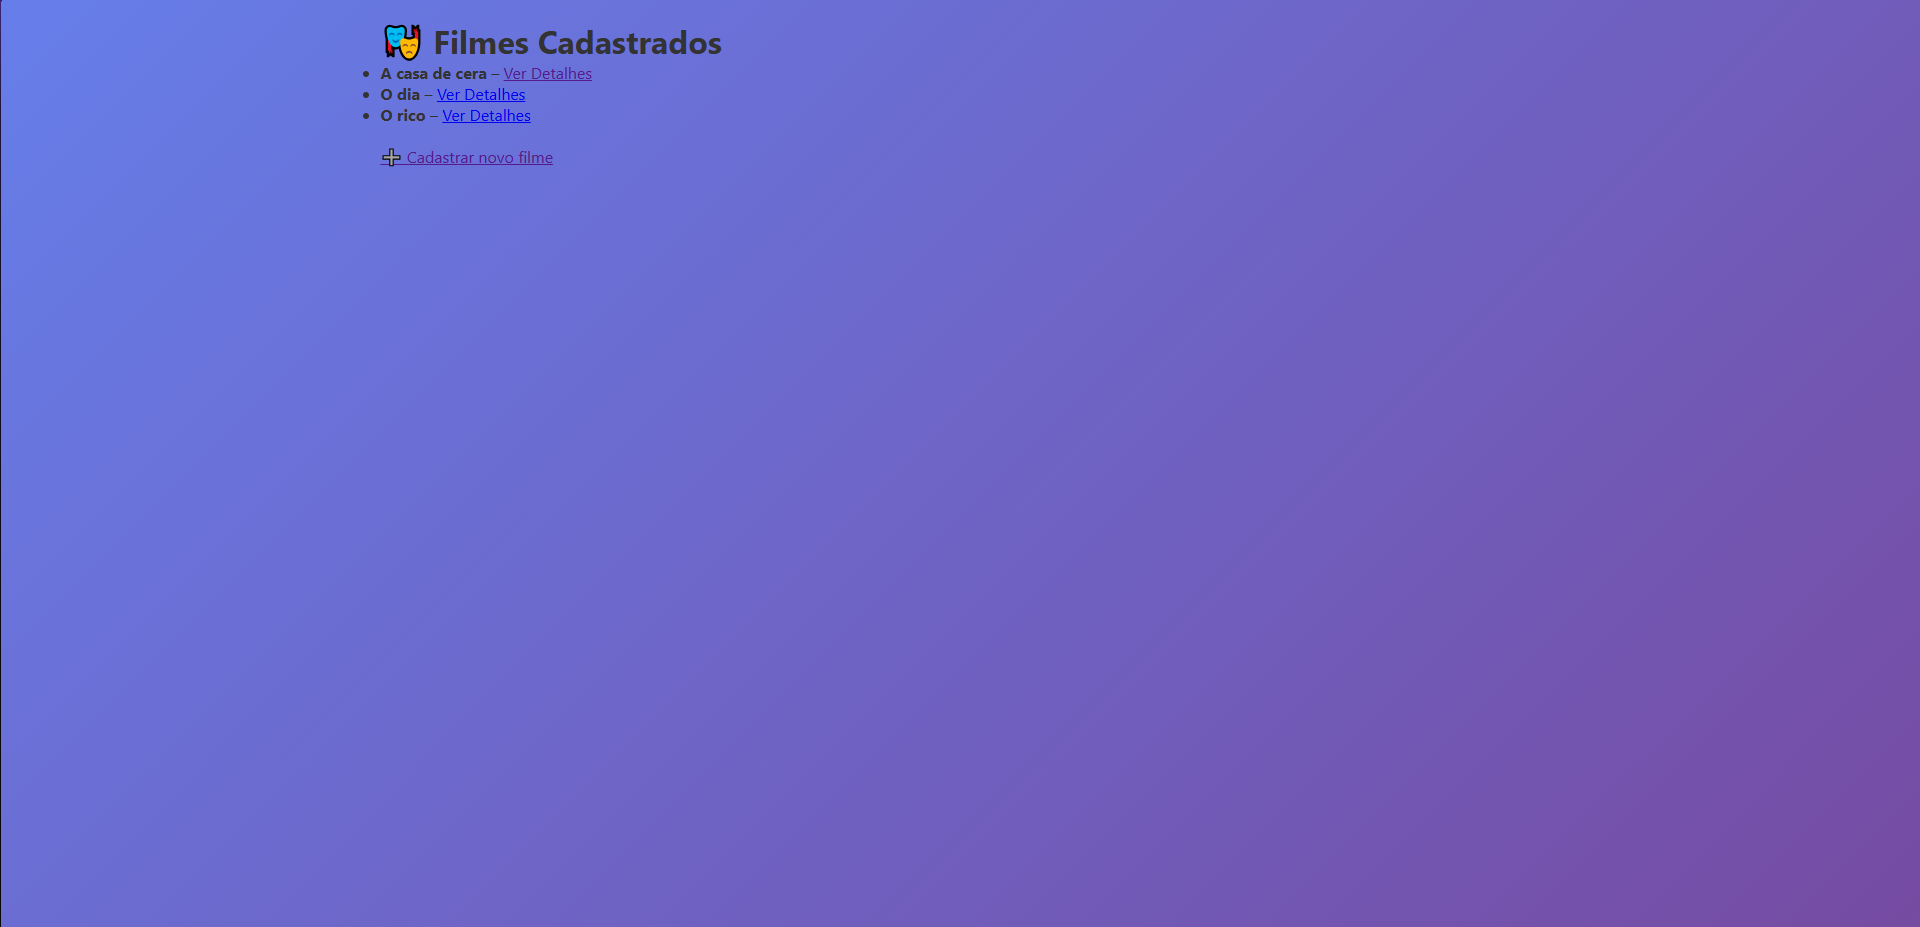 🎭 Filmes Cadastrados
A casa de cera – Ver Detalhes
O dia – Ver Detalhes
O rico – Ver Detalhes
➕ Cadastrar novo filme